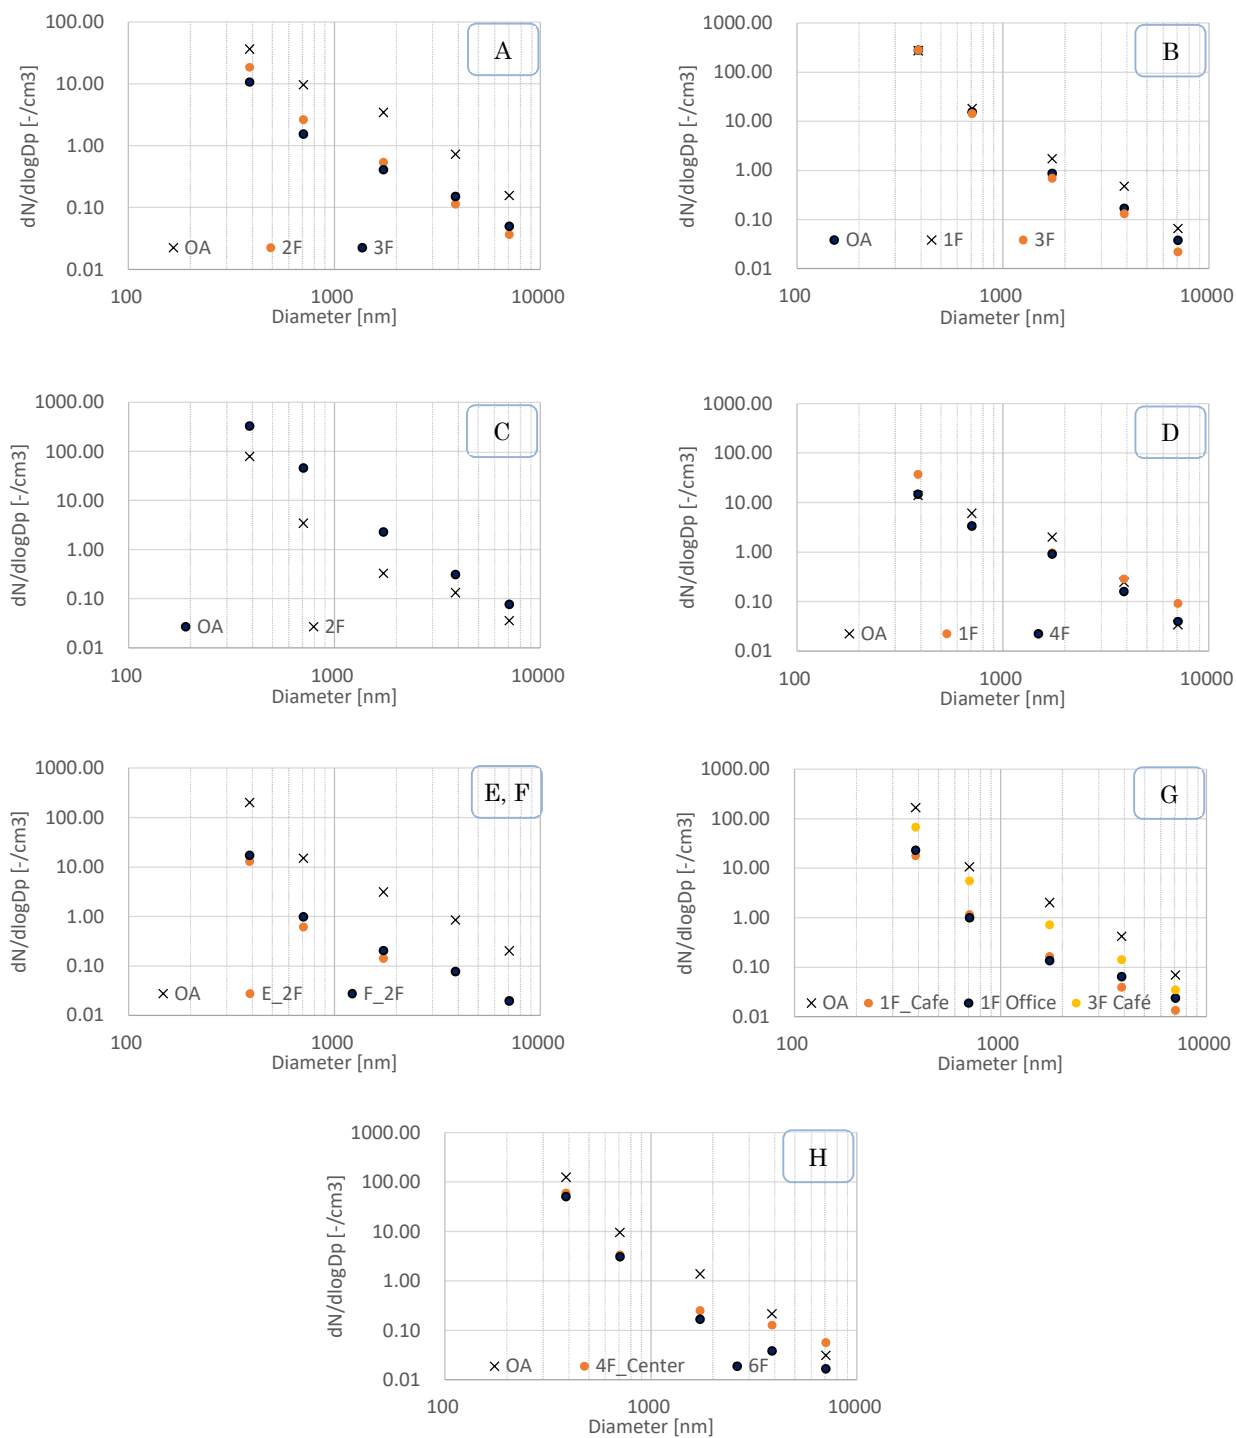 A
dN/dlogDp [-/cm3]
100.00
10.00
1.00
0.10
0.01
OA 2F 3F
100 1000 10000
Diameter [nm]
B
dN/dlogDp [-/cm3]
1000.00
100.00
10.00
1.00
0.10
0.01
OA 1F 3F
100 1000 10000
Diameter [nm]
C
dN/dlogDp [-/cm3]
1000.00
100.00
10.00
1.00
0.10
0.01
OA 2F
100 1000 10000
Diameter [nm]
D
dN/dlogDp [-/cm3]
1000.00
100.00
10.00
1.00
0.10
0.01
OA 1F 4F
100 1000 10000
Diameter [nm]
E, F
dN/dlogDp [-/cm3]
1000.00
100.00
10.00
1.00
0.10
0.01
OA E_2F F_2F
100 1000 10000
Diameter [nm]
G
dN/dlogDp [-/cm3]
1000.00
100.00
10.00
1.00
0.10
0.01
OA 1F_Cafe 1F Office 3F Café
100 1000 10000
Diameter [nm]
H
dN/dlogDp [-/cm3]
1000.00
100.00
10.00
1.00
0.10
0.01
OA 4F_Center 6F
100 1000 10000
Diameter [nm]